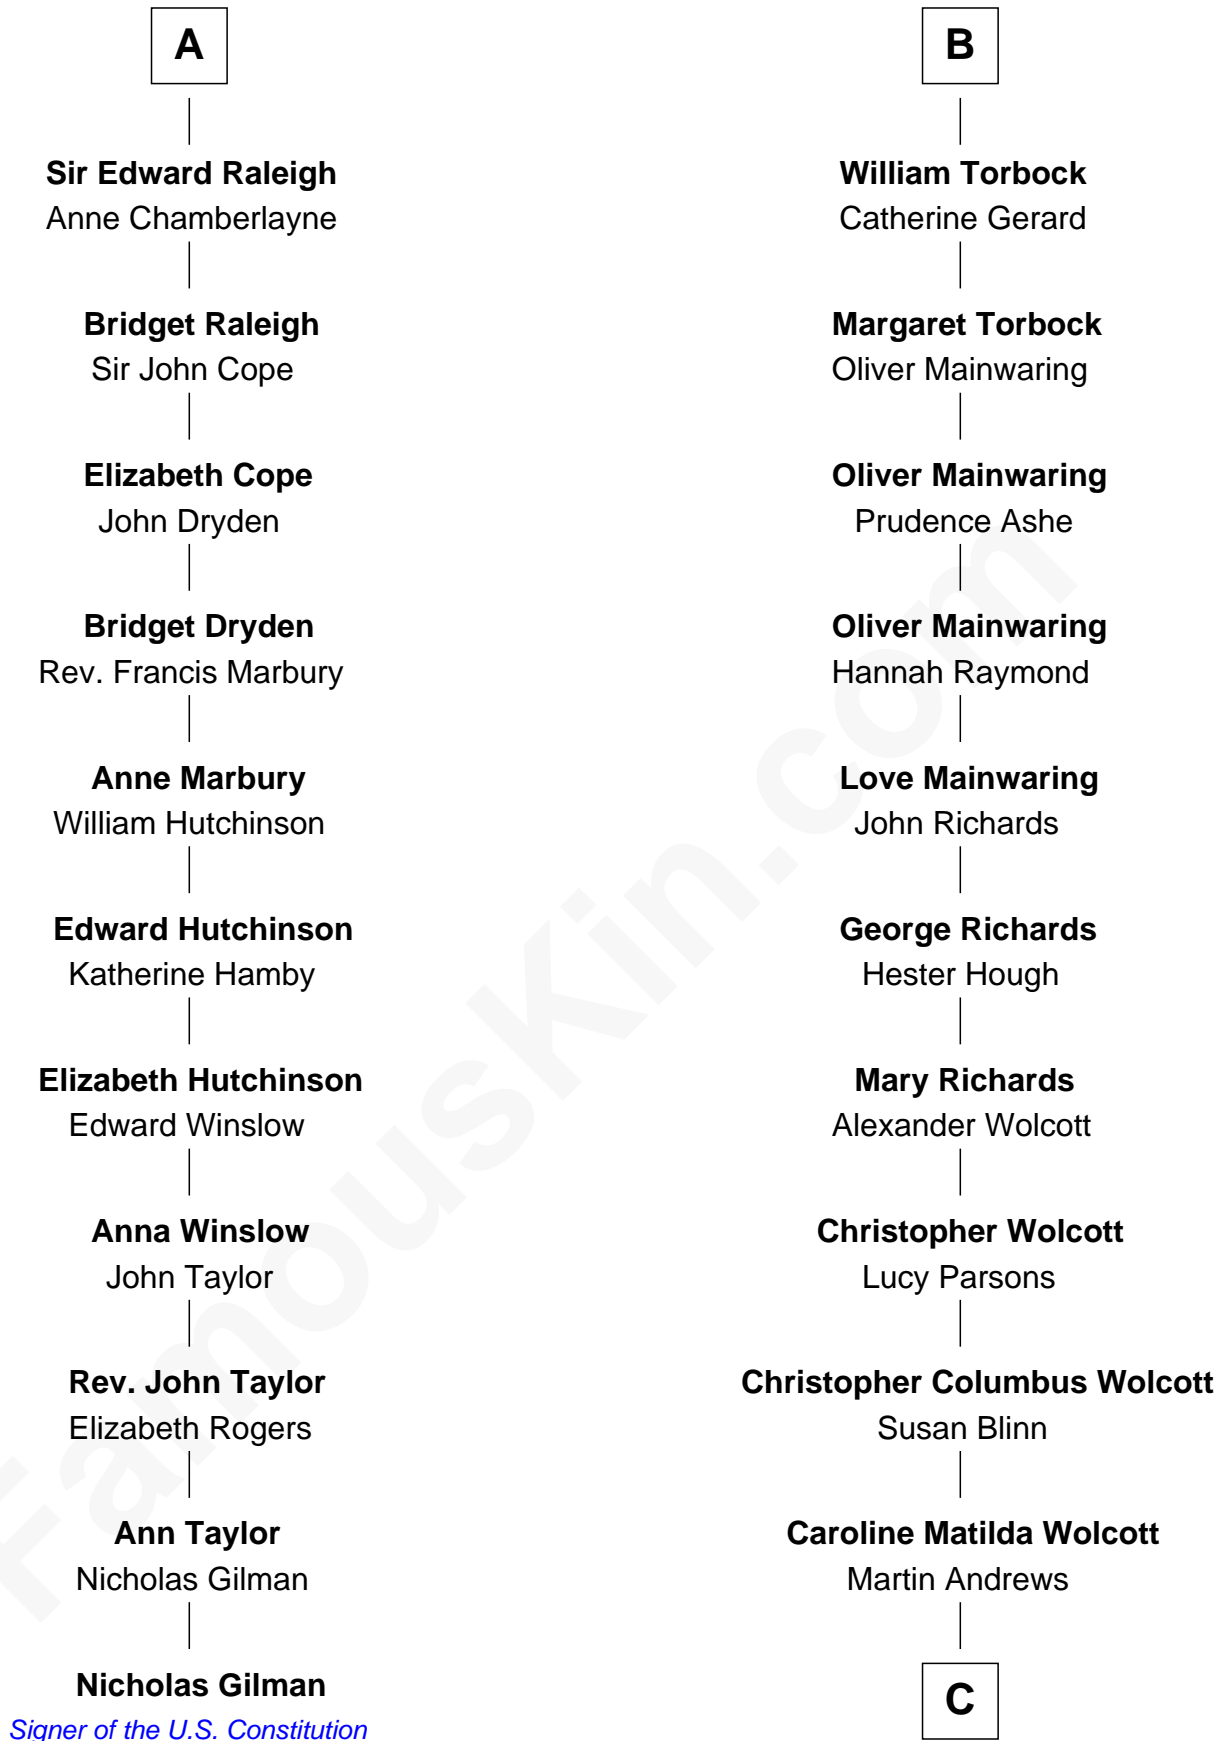 A
Sir Edward Raleigh
Anne Chamberlayne
Bridget Raleigh
Sir John Cope
Elizabeth Cope
John Dryden
Bridget Dryden
Rev. Francis Marbury
Anne Marbury
William Hutchinson
Edward Hutchinson
Katherine Hamby
Elizabeth Hutchinson
Edward Winslow
Anna Winslow
John Taylor
Rev. John Taylor
Elizabeth Rogers
Ann Taylor
Nicholas Gilman
Nicholas Gilman
Signer of the U.S. Constitution
B
William Torbock
Catherine Gerard
Margaret Torbock
Oliver Mainwaring
Oliver Mainwaring
Prudence Ashe
Oliver Mainwaring
Hannah Raymond
Love Mainwaring
John Richards
George Richards
Hester Hough
Mary Richards
Alexander Wolcott
Christopher Wolcott
Lucy Parsons
Christopher Columbus Wolcott
Susan Blinn
Caroline Matilda Wolcott
Martin Andrews
C
FamousKin.com